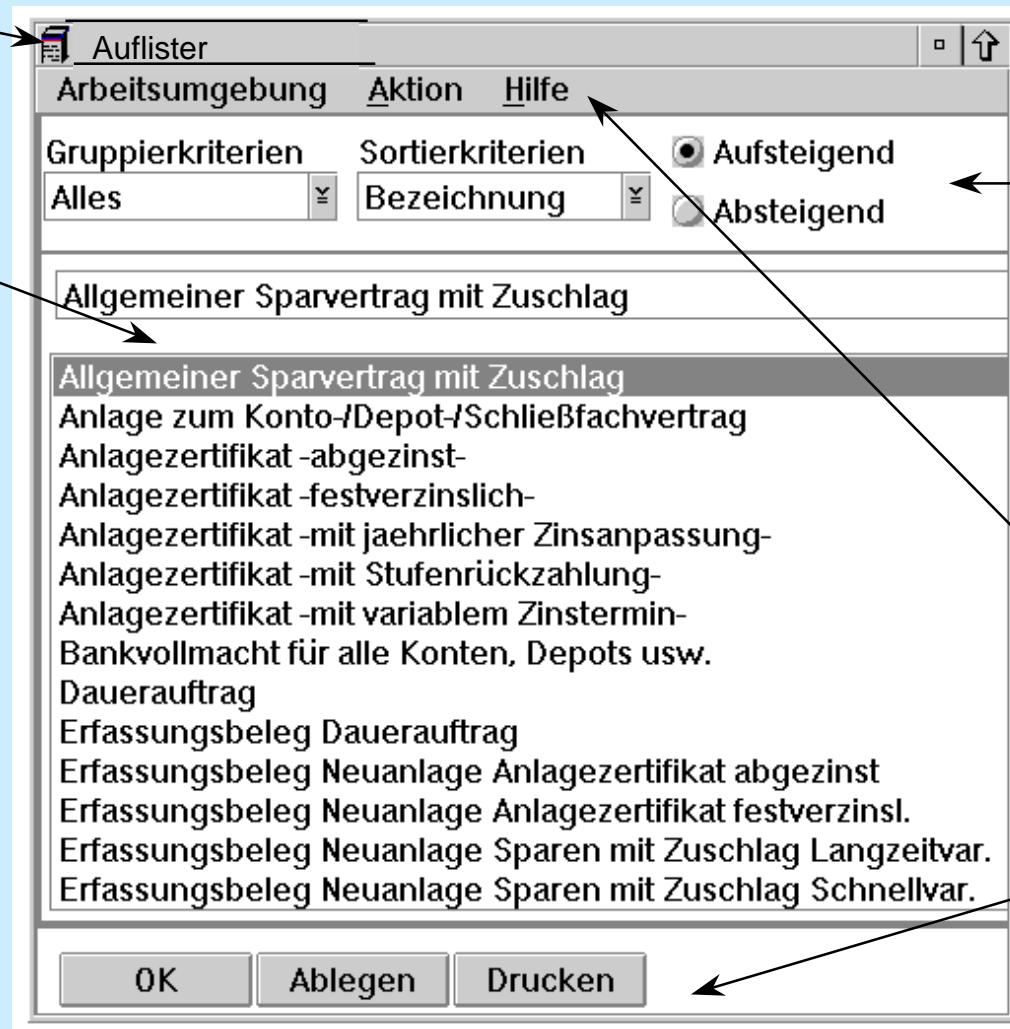 Auflister
Arbeitsumgebung Aktion Hilfe
Gruppierkriterien Sortierkriterien Aufsteigend
Alles Bezeichnung Absteigend
Allgemeiner Sparvertrag mit Zuschlag
Allgemeiner Sparvertrag mit Zuschlag
Anlage zum Konto-/Depot-/Schließfachvertrag
Anlagezertifikat -abgezinst-
Anlagezertifikat -festverzinslich-
Anlagezertifikat -mit jaehrlicher Zinsanpassung-
Anlagezertifikat -mit Stufenrückzahlung-
Anlagezertifikat -mit variablem Zinstermin-
Bankvollmacht für alle Konten, Depots usw.
Dauerauftrag
Erfassungsbeleg Dauerauftrag
Erfassungsbeleg Neuanlage Anlagezertifikat abgezinst
Erfassungsbeleg Neuanlage Anlagezertifikat festverzinsl.
Erfassungsbeleg Neuanlage Sparen mit Zuschlag Langzeitvar.
Erfassungsbeleg Neuanlage Sparen mit Zuschlag Schnellvar.
OK Ablegen Drucken